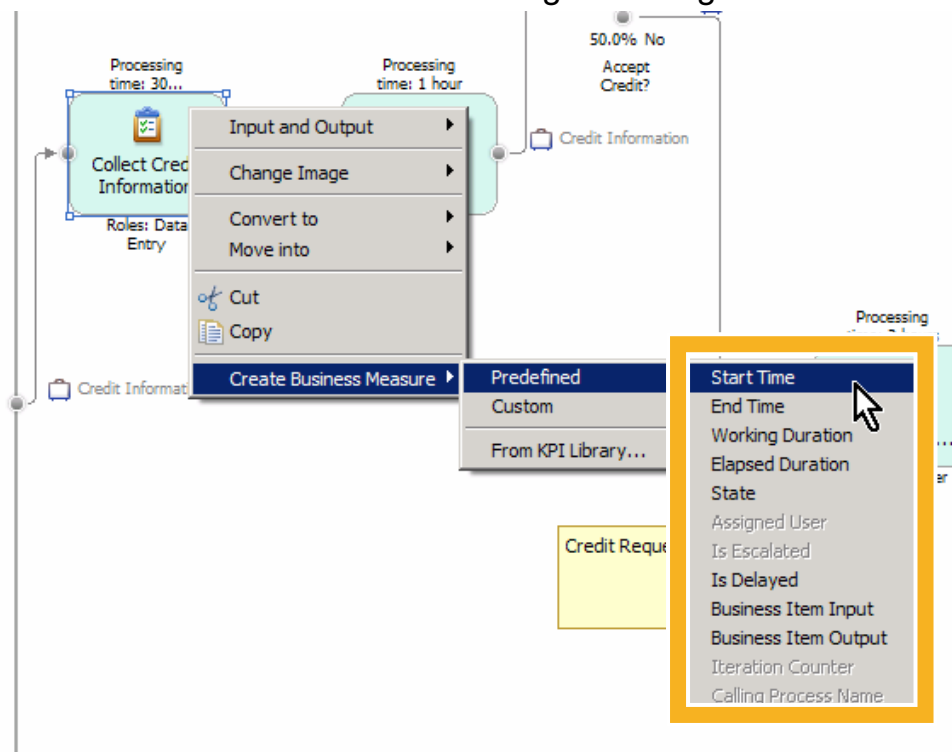 50.0% No
Accept
Credit?
Processing
time: 30...
Processing
time: 1 hour
Credit Information
Collect Cred
Information
Roles: Data
Entry
Input and Output
Change Image
Convert to
Move into
Cut
Copy
Create Business Measure
Credit Informat
Predefined
Custom
From KPI Library...
Processing
Start Time
End Time
Working Duration
Elapsed Duration
State
Assigned User
Is Escalated
Is Delayed
Business Item Input
Business Item Output
Iteration Counter
Calling Process Name
Credit Reque